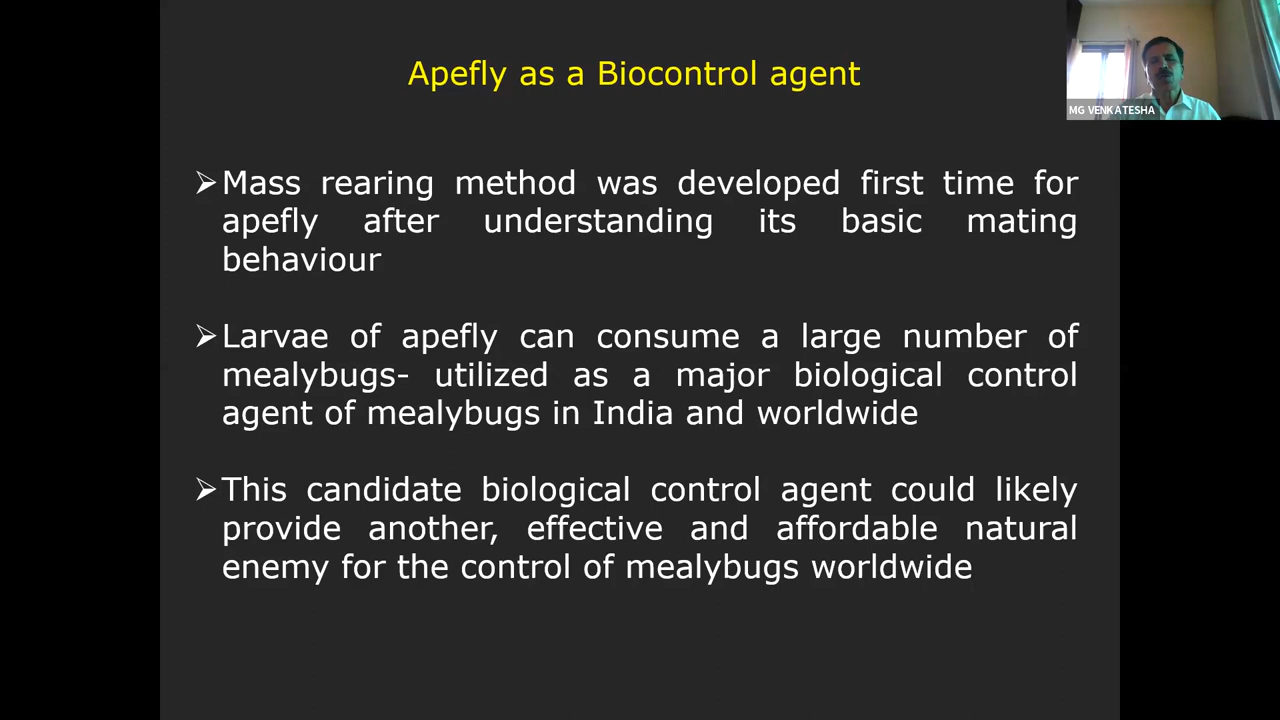 Apefly as a Biocontrol agent
MG VENKATESHA
➢Mass rearing method was developed first time for
apefly after understanding its basic mating
behaviour
➢Larvae of apefly can consume a large number of
mealybugs- utilized as a major biological control
agent of mealybugs in India and worldwide
➢This candidate biological control agent could likely
provide another, effective and affordable natural
enemy for the control of mealybugs worldwide